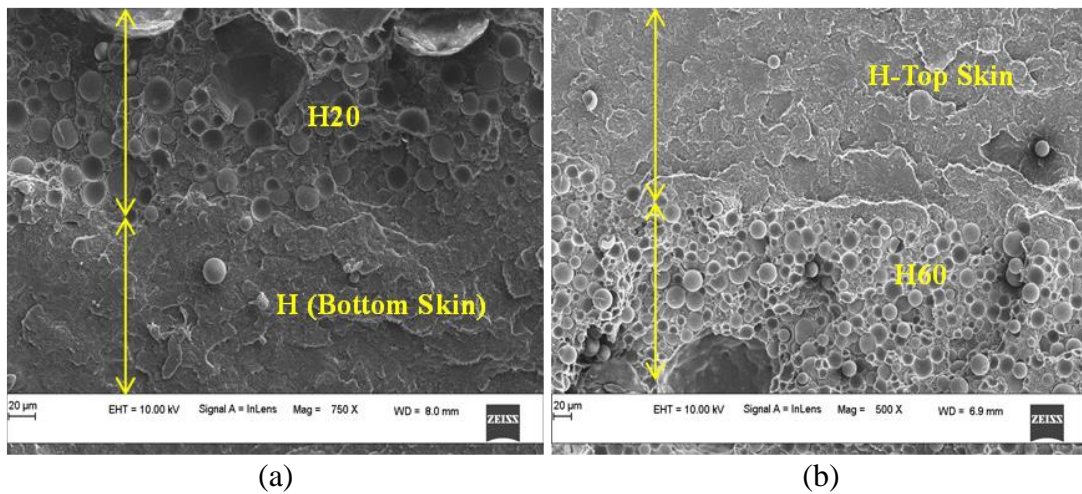 H20
H (Bottom Skin)
20 µm
EHT = 10.00 kV Signal A = InLens Mag = 750 X WD = 8.0 mm
ZEISS
(a)
H-Top Skin
H60
20 µm
EHT = 10.00 kV Signal A = InLens Mag = 500 X WD = 6.9 mm
ZEISS
(b)